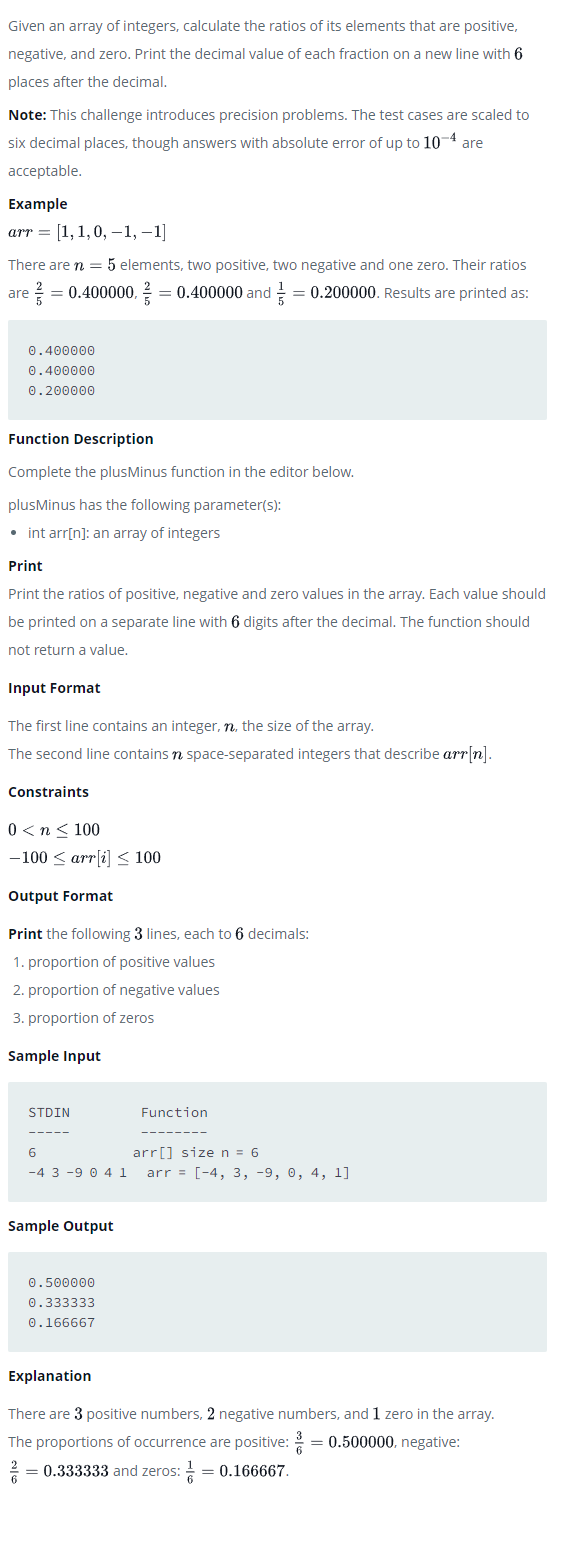 Given an array of integers, calculate the ratios of its elements that are positive,
negative, and zero. Print the decimal value of each fraction on a new line with 6
places after the decimal.
Note: This challenge introduces precision problems. The test cases are scaled to
six decimal places, though answers with absolute error of up to 10⁻⁴ are
acceptable.
Example
arr = [1, 1, 0, −1, −1]
There are n = 5 elements, two positive, two negative and one zero. Their ratios
are 2/5 = 0.400000, 2/5 = 0.400000 and 1/5 = 0.200000. Results are printed as:
0.400000
0.400000
0.200000
Function Description
Complete the plusMinus function in the editor below.
plusMinus has the following parameter(s):
• int arr[n]: an array of integers
Print
Print the ratios of positive, negative and zero values in the array. Each value should
be printed on a separate line with 6 digits after the decimal. The function should
not return a value.
Input Format
The first line contains an integer, n, the size of the array.
The second line contains n space-separated integers that describe arr[n].
Constraints
0 < n ≤ 100
−100 ≤ arr[i] ≤ 100
Output Format
Print the following 3 lines, each to 6 decimals:
1. proportion of positive values
2. proportion of negative values
3. proportion of zeros
Sample Input
STDIN Function
----- --------
6 arr[] size n = 6
-4 3 -9 0 4 1 arr = [-4, 3, -9, 0, 4, 1]
Sample Output
0.500000
0.333333
0.166667
Explanation
There are 3 positive numbers, 2 negative numbers, and 1 zero in the array.
The proportions of occurrence are positive: 3/6 = 0.500000, negative:
2/6 = 0.333333 and zeros: 1/6 = 0.166667.